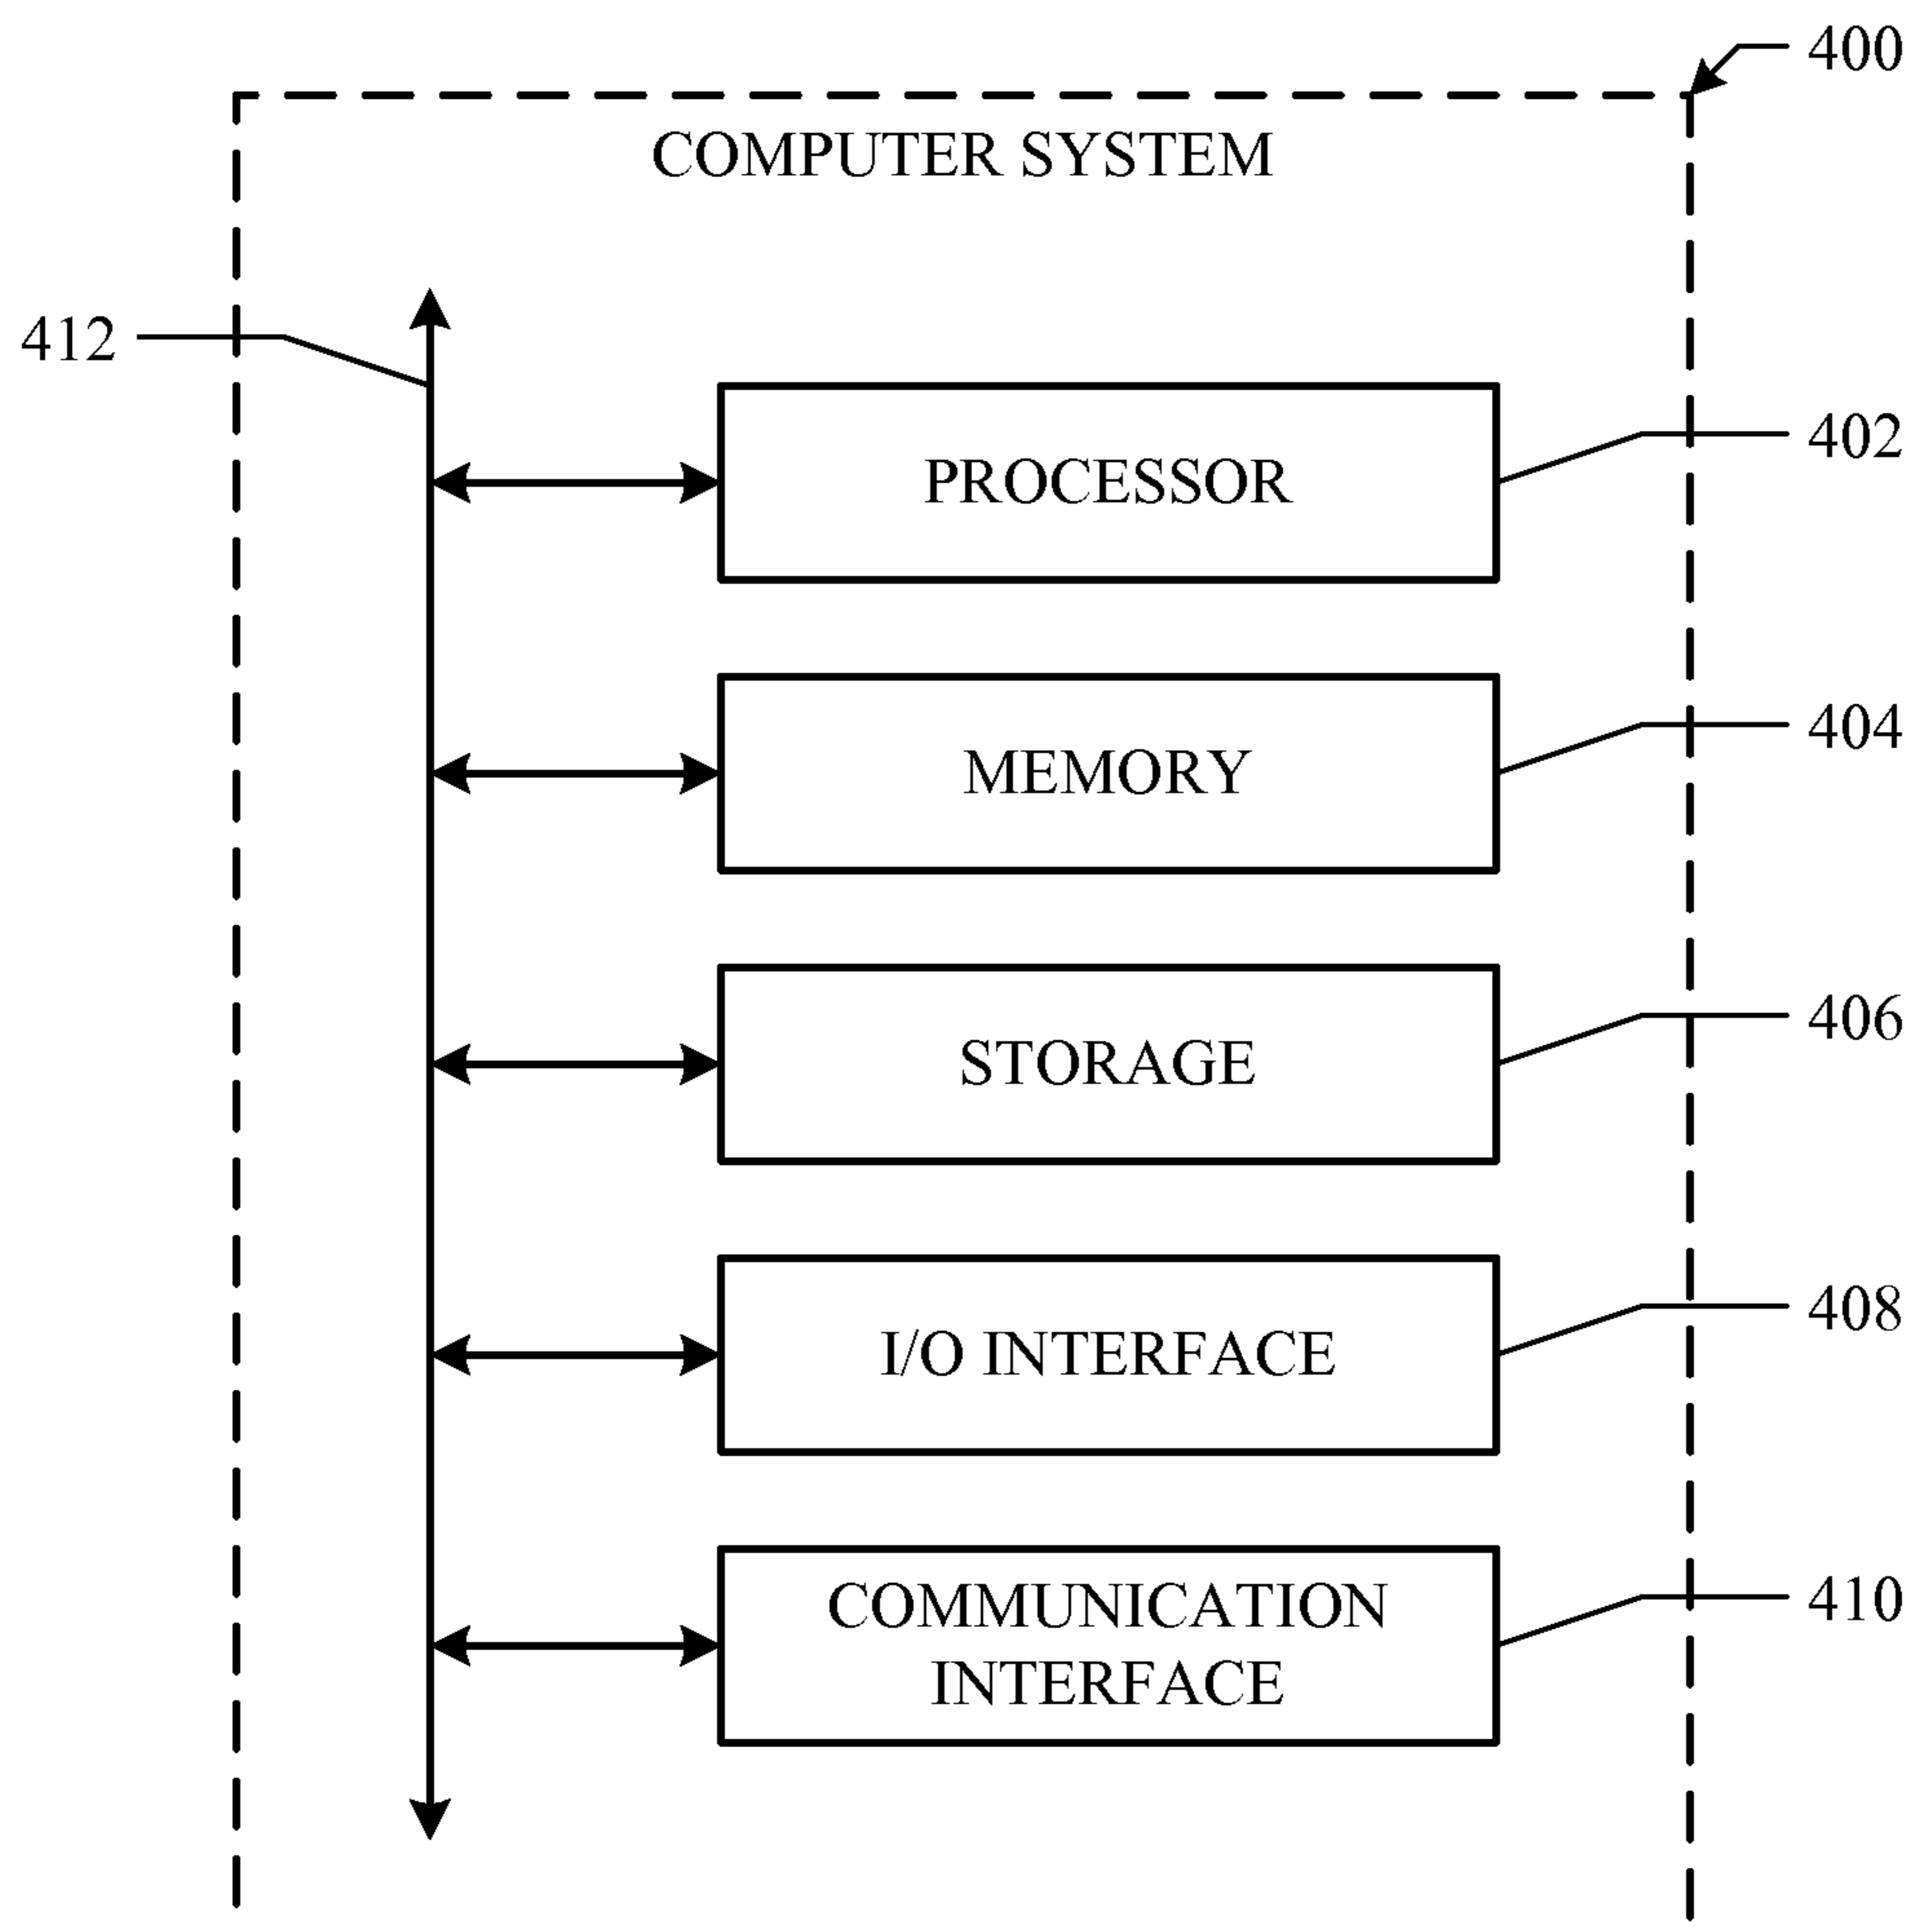 400
COMPUTER SYSTEM
412
PROCESSOR
402
MEMORY
404
STORAGE
406
I/O INTERFACE
408
COMMUNICATION
INTERFACE
410